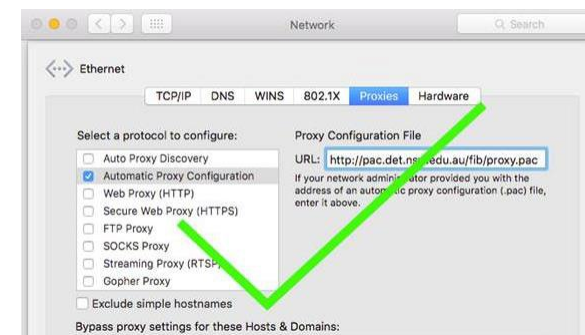 Network
Search
Ethernet
TCP/IP DNS WINS 802.1X Proxies Hardware
Select a protocol to configure:
Auto Proxy Discovery
Automatic Proxy Configuration
Web Proxy (HTTP)
Secure Web Proxy (HTTPS)
FTP Proxy
SOCKS Proxy
Streaming Proxy (RTSP)
Gopher Proxy
Exclude simple hostnames
Bypass proxy settings for these Hosts & Domains:
Proxy Configuration File
URL: 
If your network administrator provided you with the
address of an automatic proxy configuration (.pac) file,
enter it above.